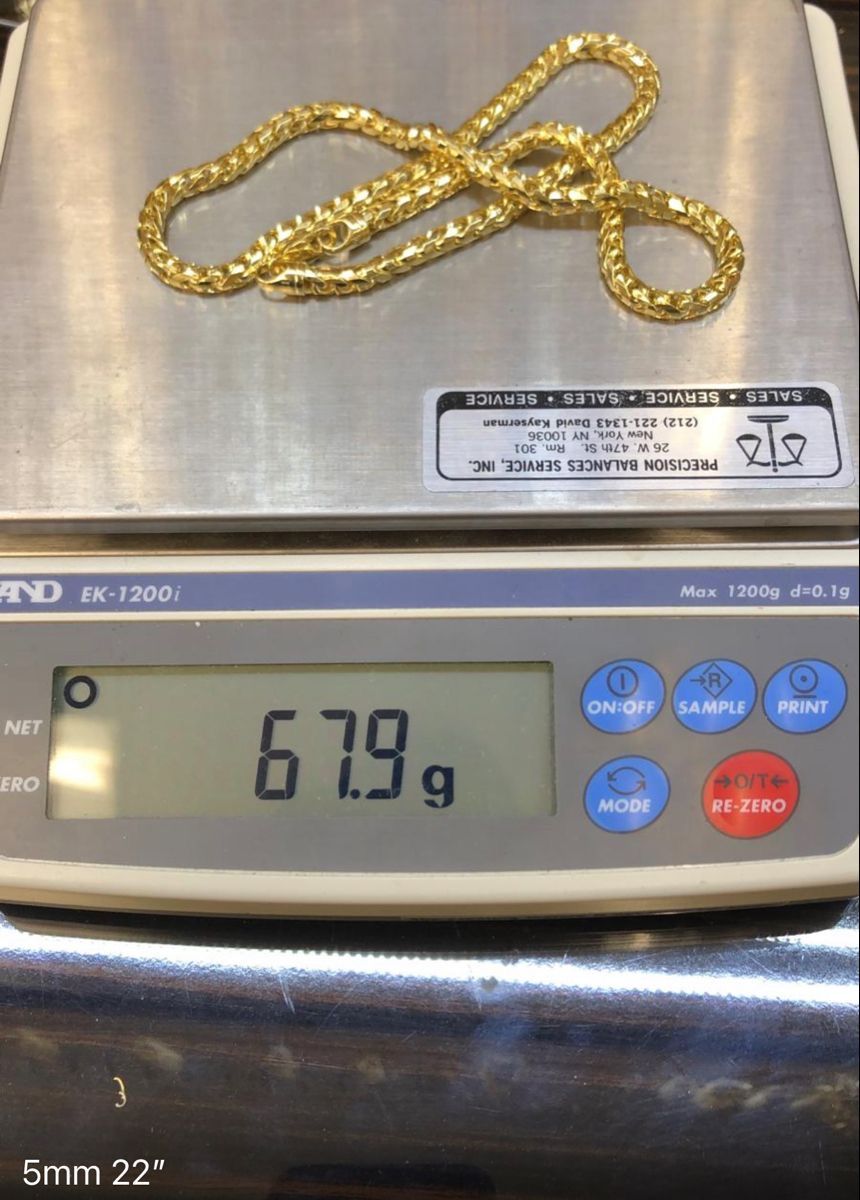 SALES • SERVICE • SALES • SERVICE
PRECISION BALANCES SERVICE, INC.
26 W. 47th St. Rm. 301
New York, NY 10036
(212) 221-1343 David Kayserman
AND EK-1200i
Max 1200g d=0.1g
NET
ERO
67.9 g
ON:OFF
→R
SAMPLE
PRINT
MODE
→O/T←
RE-ZERO
5mm 22”